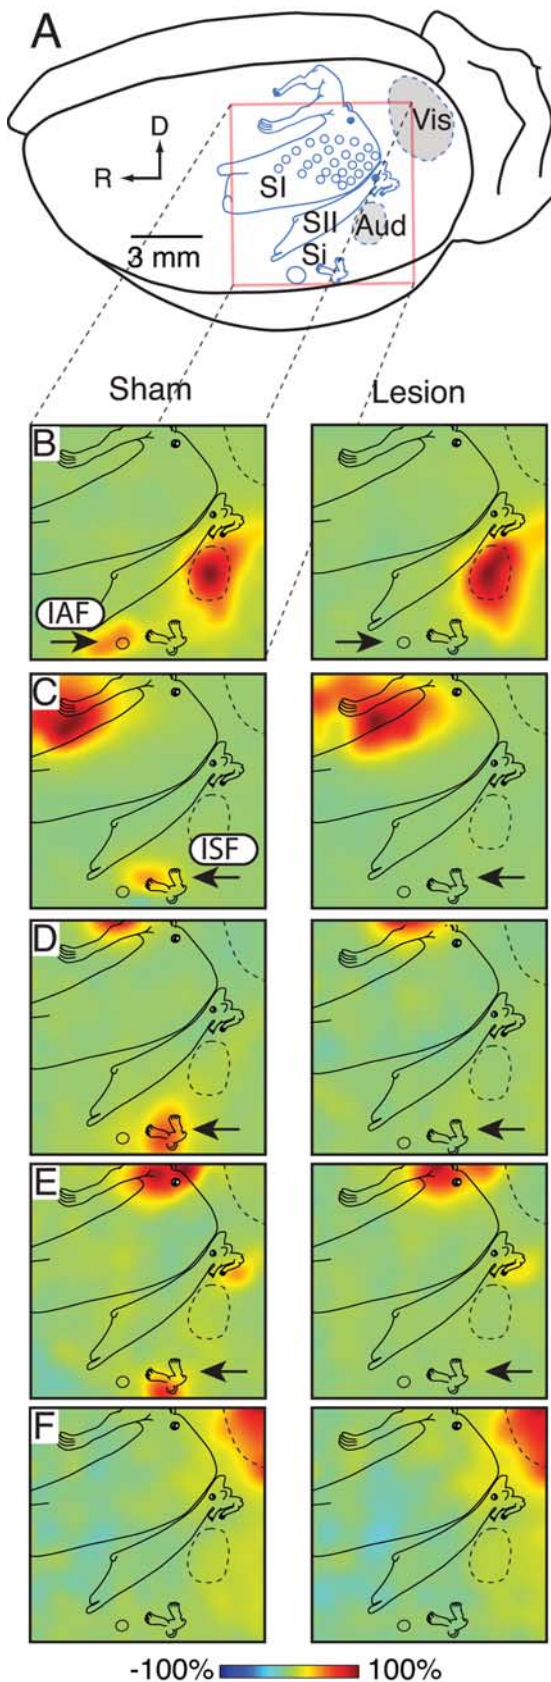 A
D
R
Vis
SI
SII
Aud
Si
3 mm
Sham
Lesion
B
IAF
C
ISF
D
E
F
-100%
100%